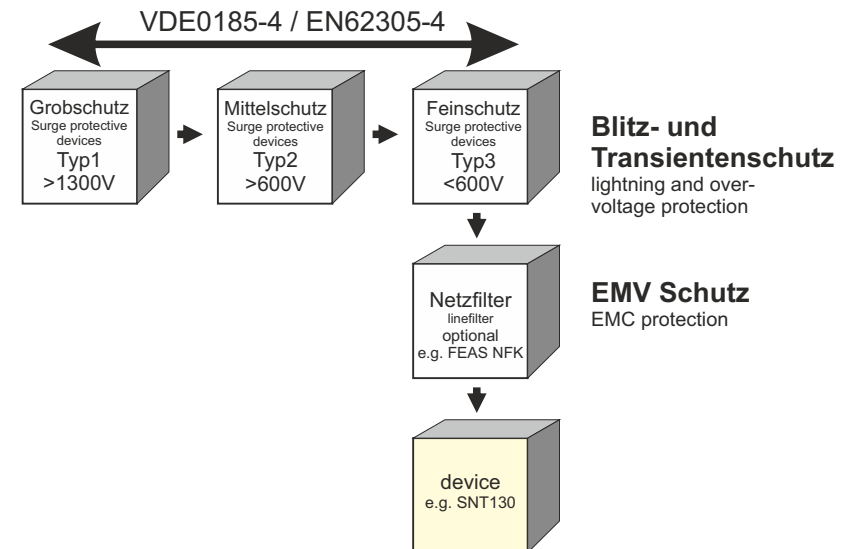 VDE0185-4 / EN62305-4
Grobschutz
Surge protective
devices
Typ1
>1300V
Mittelschutz
Surge protective
devices
Typ2
>600V
Feinschutz
Surge protective
devices
Typ3
<600V
Blitz- und
Transientenschutz
lightning and over-
voltage protection
Netzfilter
linefilter
optional
e.g. FEAS NFK
EMV Schutz
EMC protection
device
e.g. SNT130